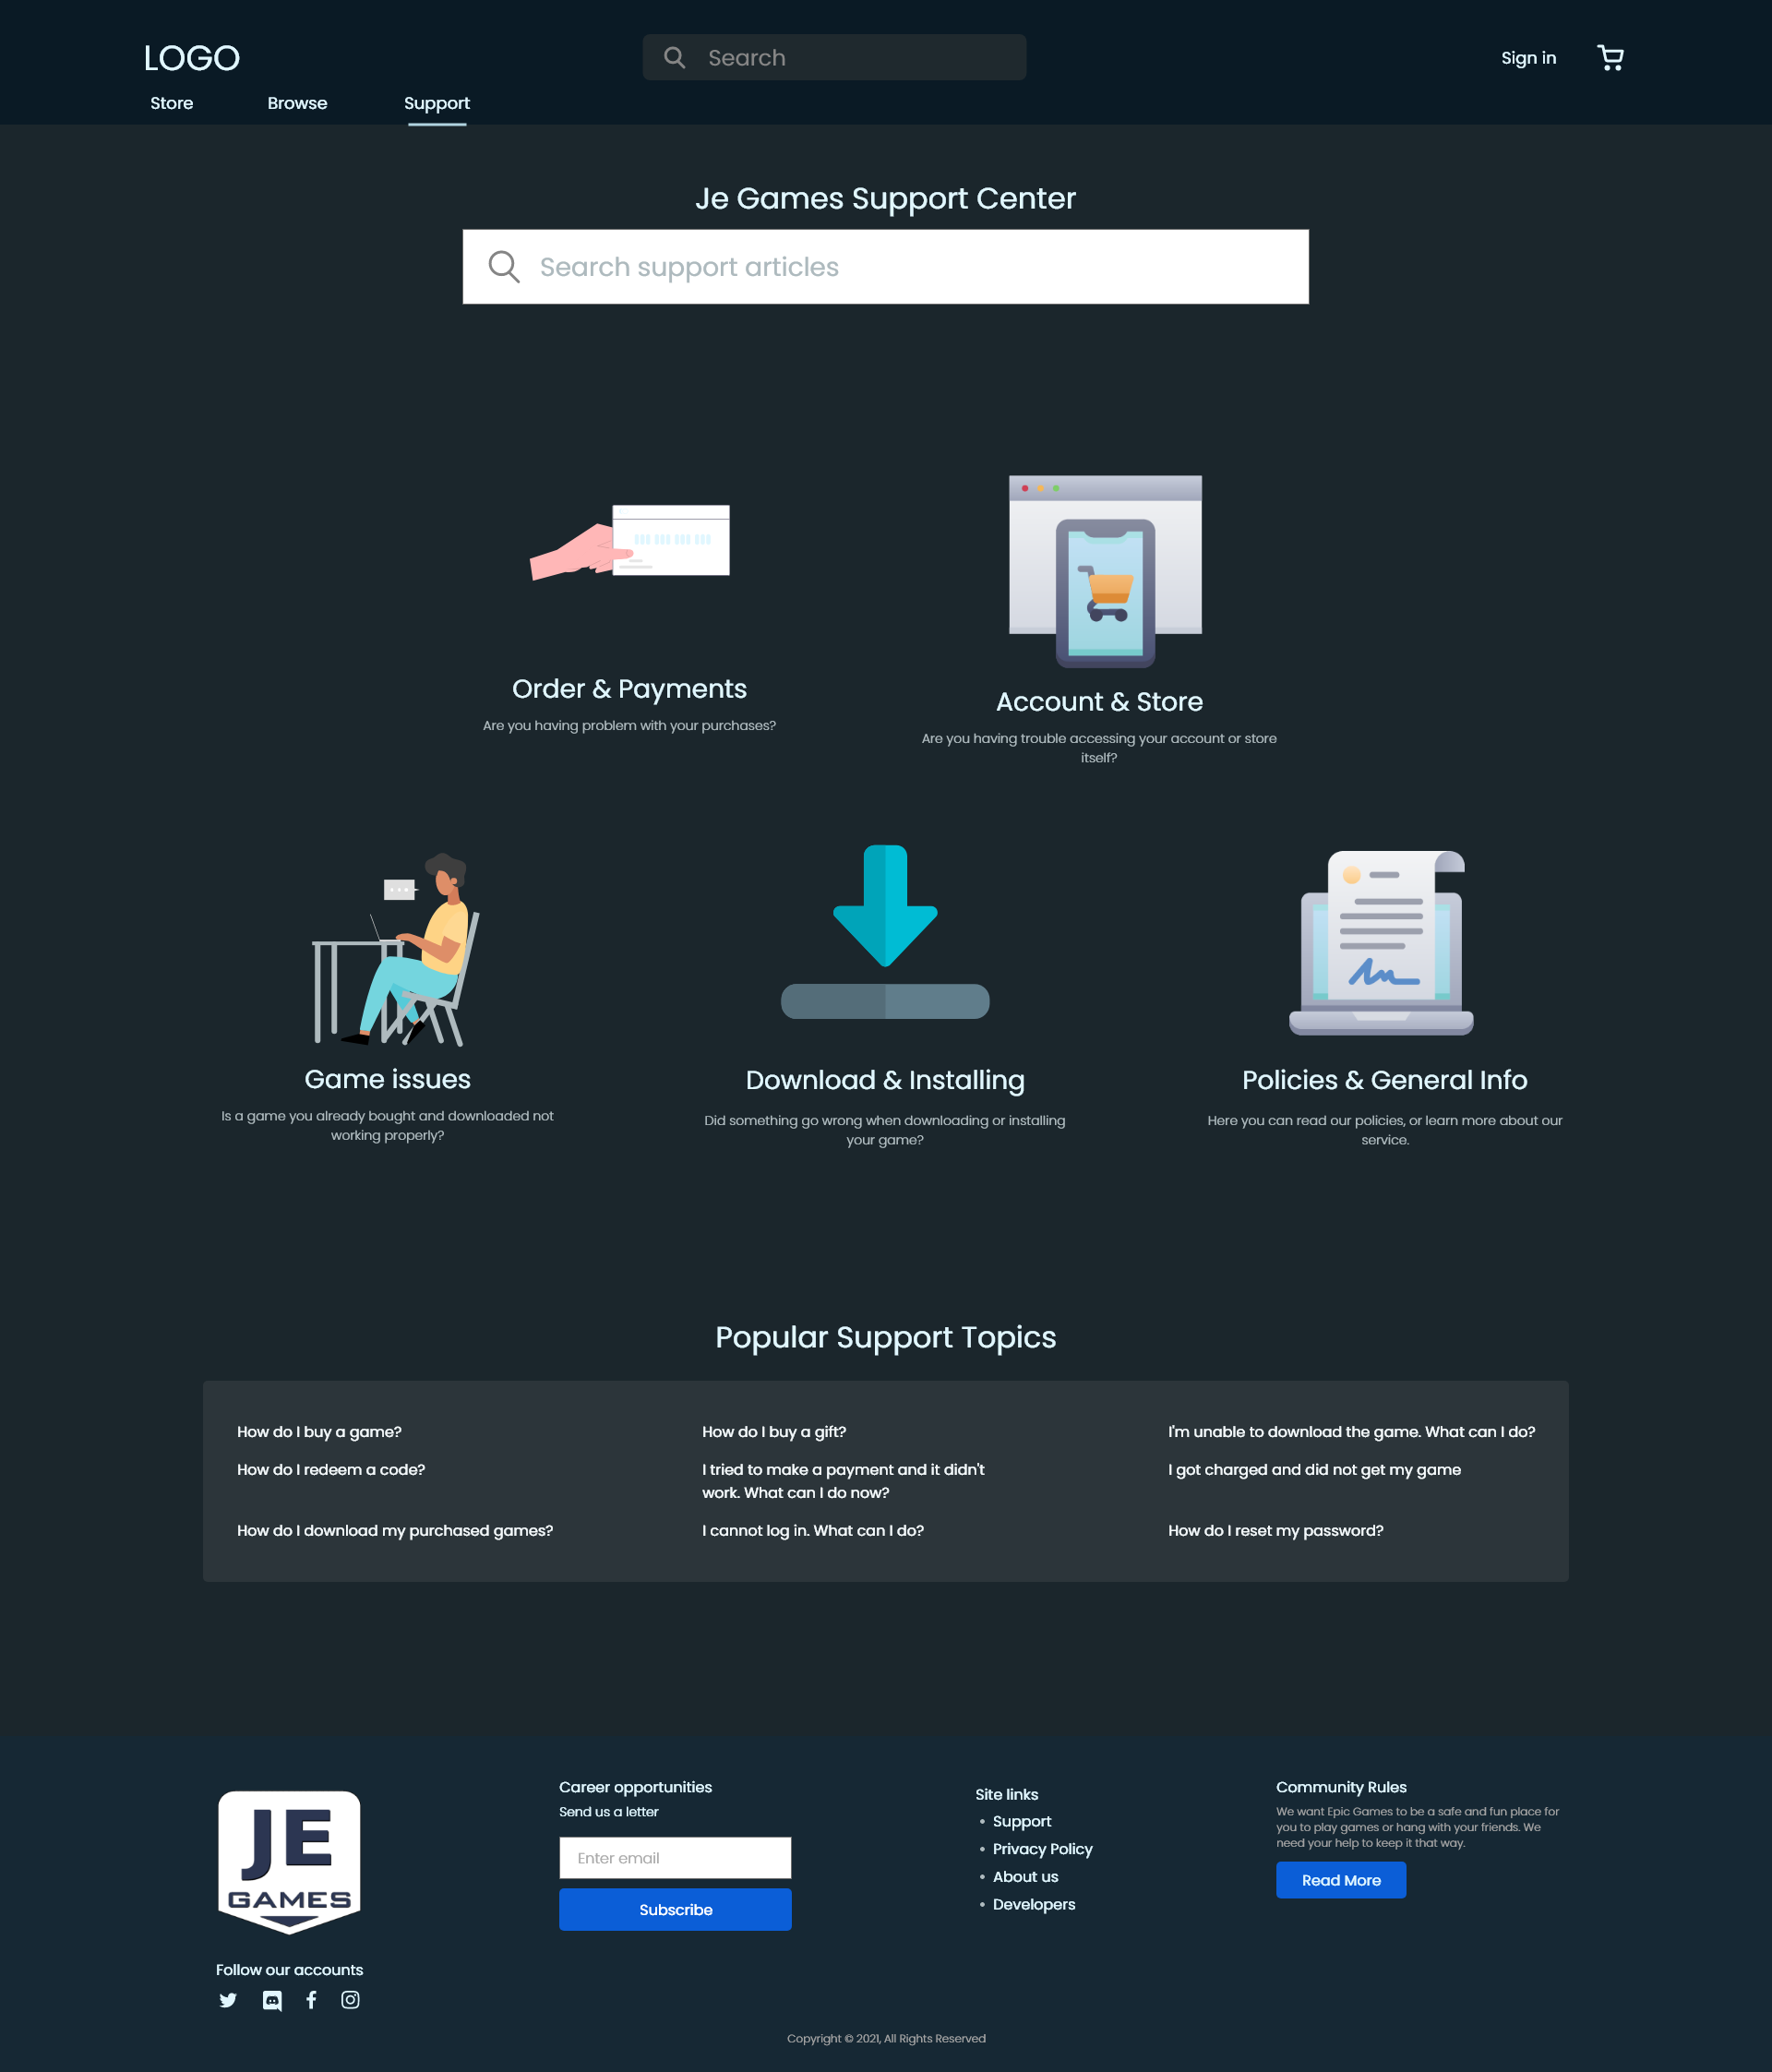 LOGO
Search
Sign in
Store
Browse
Support
Je Games Support Center
Search support articles
Order & Payments
Are you having problem with your purchases?
Account & Store
Are you having trouble accessing your account or store
itself?
Game issues
Is a game you already bought and downloaded not
working properly?
Download & Installing
Did something go wrong when downloading or installing
your game?
Policies & General Info
Here you can read our policies, or learn more about our
service.
Popular Support Topics
How do I buy a game?
How do I buy a gift?
I'm unable to download the game. What can I do?
How do I redeem a code?
I tried to make a payment and it didn't
work. What can I do now?
I got charged and did not get my game
How do I download my purchased games?
I cannot log in. What can I do?
How do I reset my password?
JE
GAMES
Follow our accounts
Career opportunities
Send us a letter
Enter email
Subscribe
Site links
• Support
• Privacy Policy
• About us
• Developers
Community Rules
We want Epic Games to be a safe and fun place for
you to play games or hang with your friends. We
need your help to keep it that way.
Read More
Copyright © 2021, All Rights Reserved